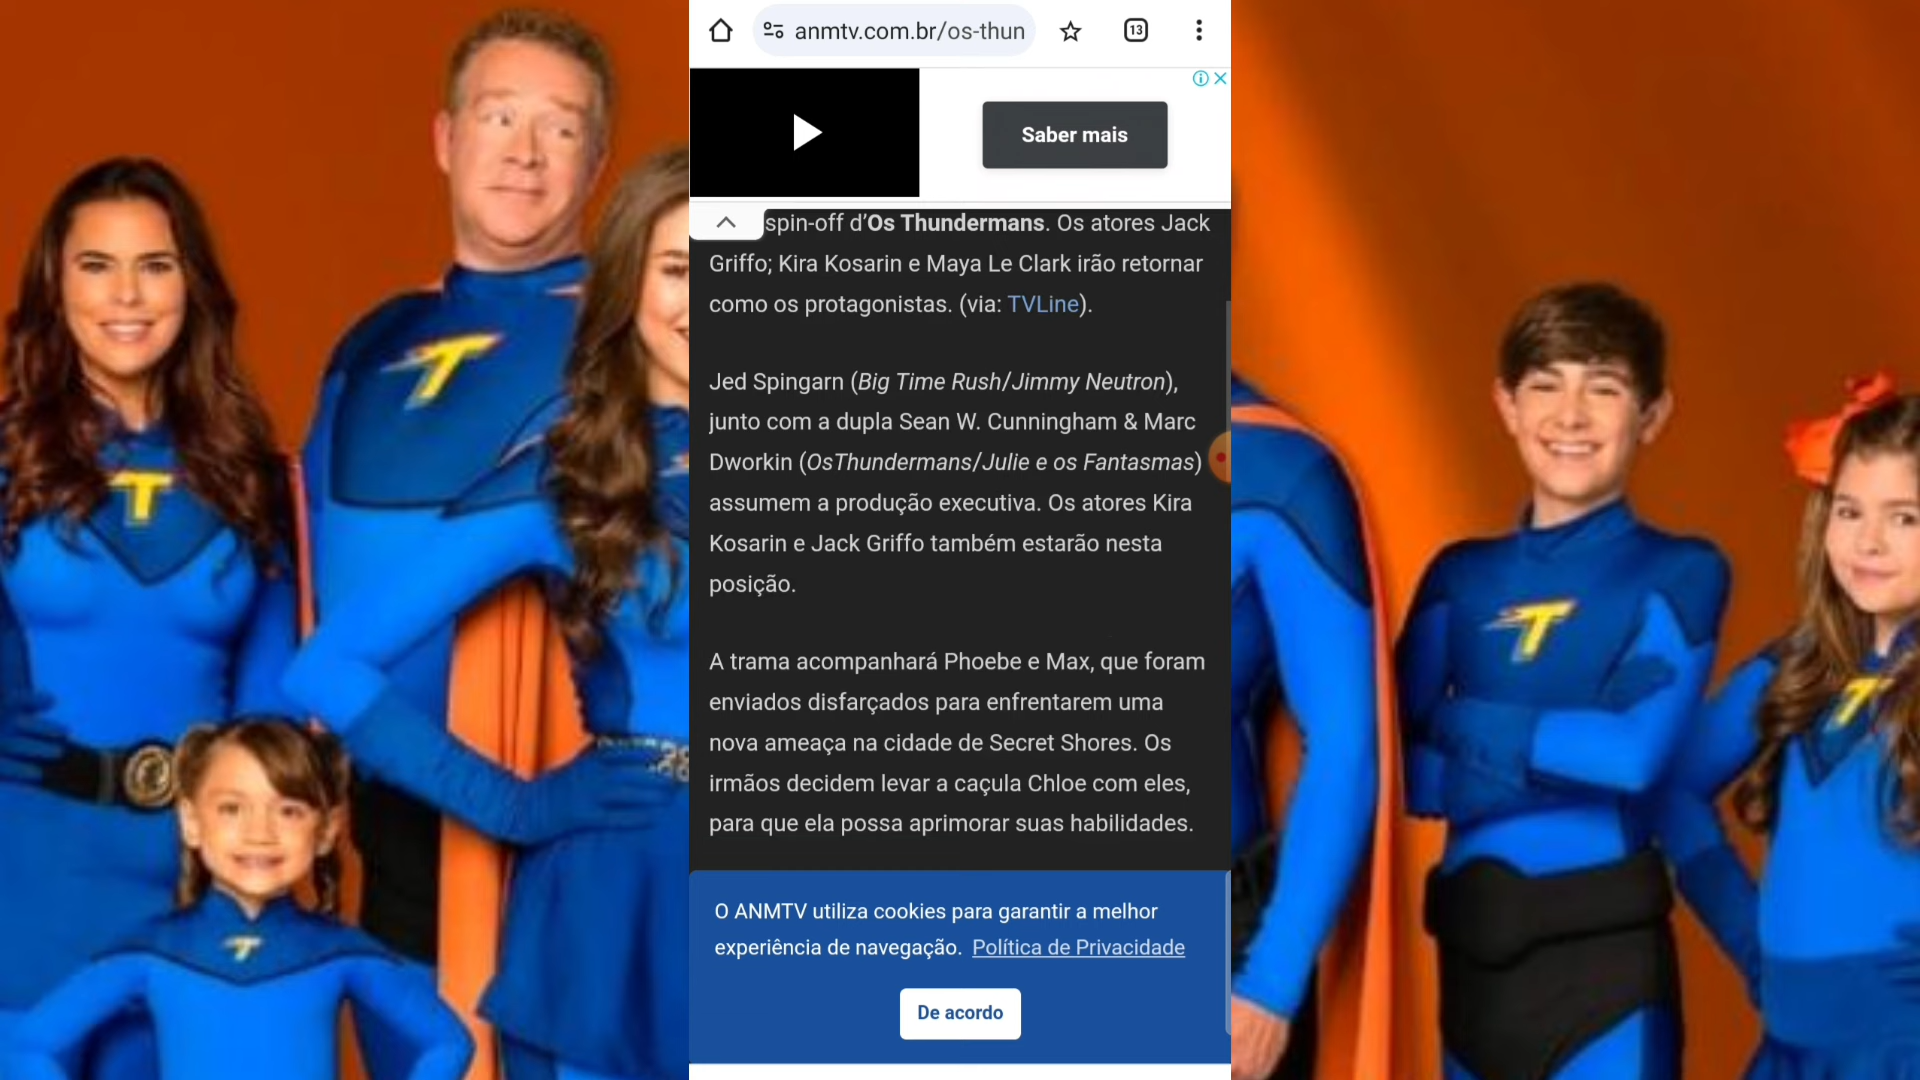 anmtv.com.br/os-thun
13
Saber mais
spin-off d’Os Thundermans. Os atores Jack
Griffo; Kira Kosarin e Maya Le Clark irão retornar
como os protagonistas. (via: TVLine).
Jed Spingarn (Big Time Rush/Jimmy Neutron),
junto com a dupla Sean W. Cunningham & Marc
Dworkin (OsThundermans/Julie e os Fantasmas)
assumem a produção executiva. Os atores Kira
Kosarin e Jack Griffo também estarão nesta
posição.
A trama acompanhará Phoebe e Max, que foram
enviados disfarçados para enfrentarem uma
nova ameaça na cidade de Secret Shores. Os
irmãos decidem levar a caçula Chloe com eles,
para que ela possa aprimorar suas habilidades.
O ANMTV utiliza cookies para garantir a melhor
experiência de navegação. Política de Privacidade
De acordo
T
T
T
T
T